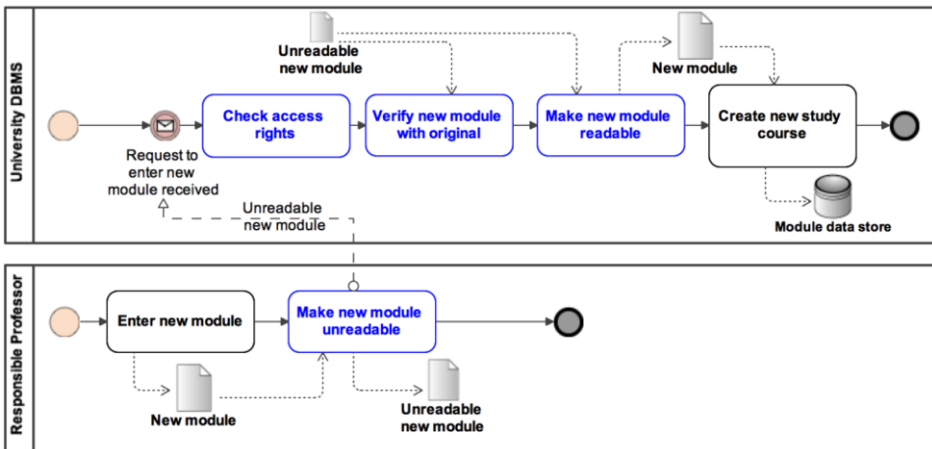 University DBMS
Unreadable
new module
New module
Check access
rights
Verify new module
with original
Make new module
readable
Create new study
course
Request to
enter new
module received
Unreadable
new module
Module data store
Responsible Professor
Enter new module
Make new module
unreadable
New module
Unreadable
new module